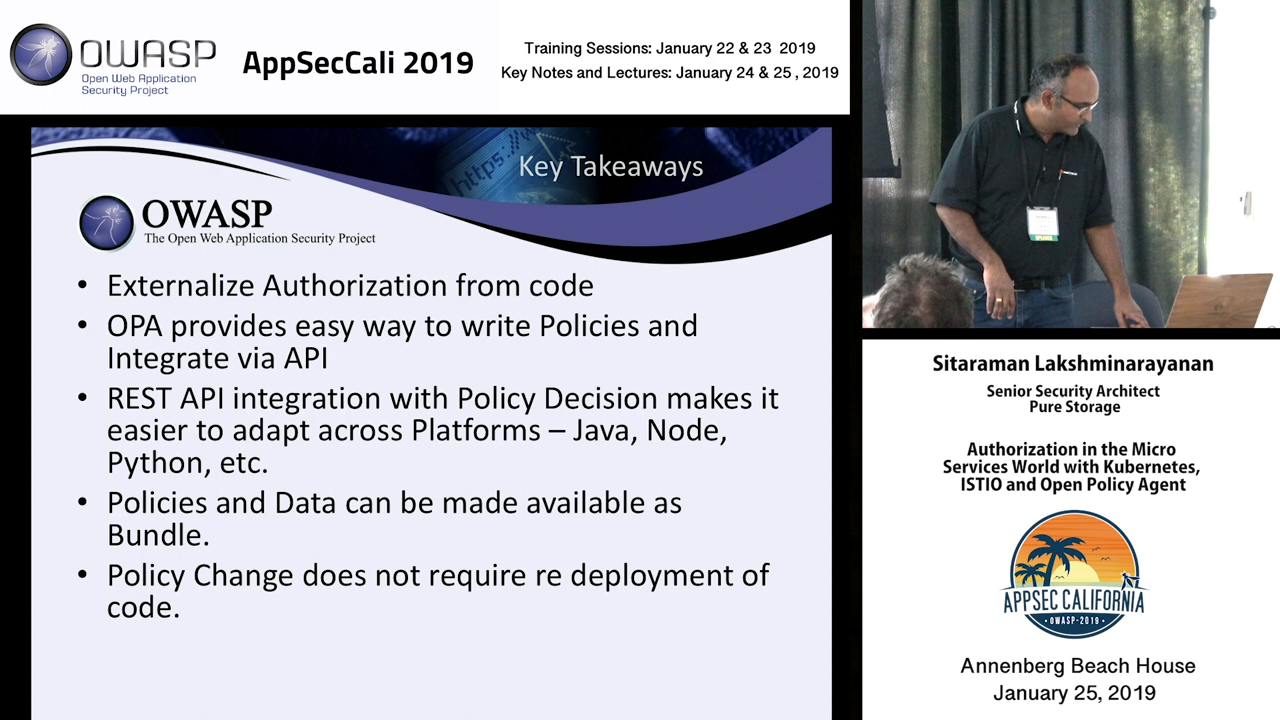 OWASP
Open Web Application
Security Project
AppSecCali 2019
Training Sessions: January 22 & 23 2019
Key Notes and Lectures: January 24 & 25 , 2019
https://w
Key Takeaways
OWASP
The Open Web Application Security Project
• Externalize Authorization from code
• OPA provides easy way to write Policies and
Integrate via API
• REST API integration with Policy Decision makes it
easier to adapt across Platforms – Java, Node,
Python, etc.
• Policies and Data can be made available as
Bundle.
• Policy Change does not require re deployment of
code.
Sitaraman Lakshminarayanan
Senior Security Architect
Pure Storage
Authorization in the Micro
Services World with Kubernetes,
ISTIO and Open Policy Agent
APPSEC CALIFORNIA
• OWASP-2019 •
Annenberg Beach House
January 25, 2019